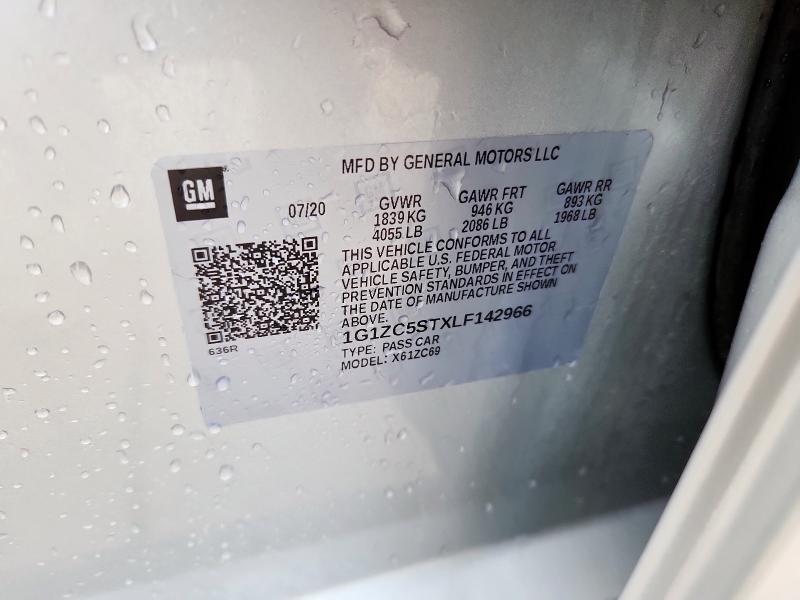 MFD BY GENERAL MOTORS LLC
GM
07/20
GVWR
1839 KG
4055 LB
GAWR FRT
946 KG
2086 LB
GAWR RR
893 KG
1968 LB
THIS VEHICLE CONFORMS TO ALL
APPLICABLE U.S. FEDERAL MOTOR
VEHICLE SAFETY, BUMPER, AND THEFT
PREVENTION STANDARDS IN EFFECT ON
THE DATE OF MANUFACTURE SHOWN
ABOVE.
1G1ZC5STXLF142966
TYPE: PASS CAR
MODEL: X61ZC69
636R